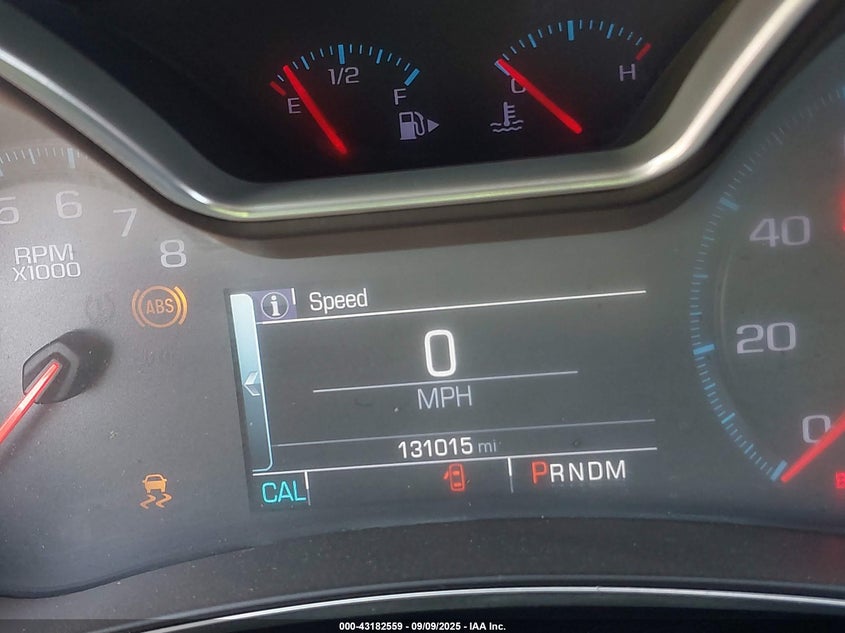 1/2
E
F
C
H
5 6 7 8
RPM
X1000
ABS
i Speed
0
MPH
131015 mi
CAL
PRNDM
40
20
0
000-43182559 - 09/09/2025 - IAA Inc.